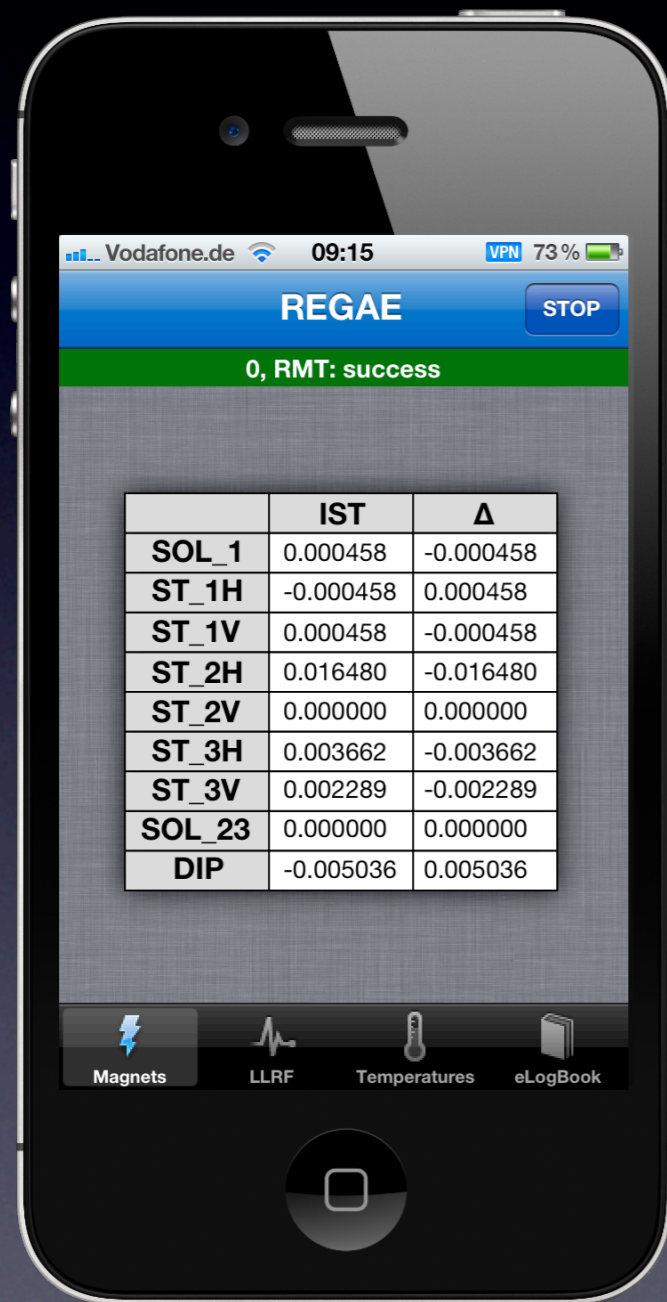 Vodafone.de 09:15 VPN 73%
REGAE STOP
0, RMT: success
IST Δ
SOL_1 0.000458 -0.000458
ST_1H -0.000458 0.000458
ST_1V 0.000458 -0.000458
ST_2H 0.016480 -0.016480
ST_2V 0.000000 0.000000
ST_3H 0.003662 -0.003662
ST_3V 0.002289 -0.002289
SOL_23 0.000000 0.000000
DIP -0.005036 0.005036
Magnets LLRF Temperatures eLogBook